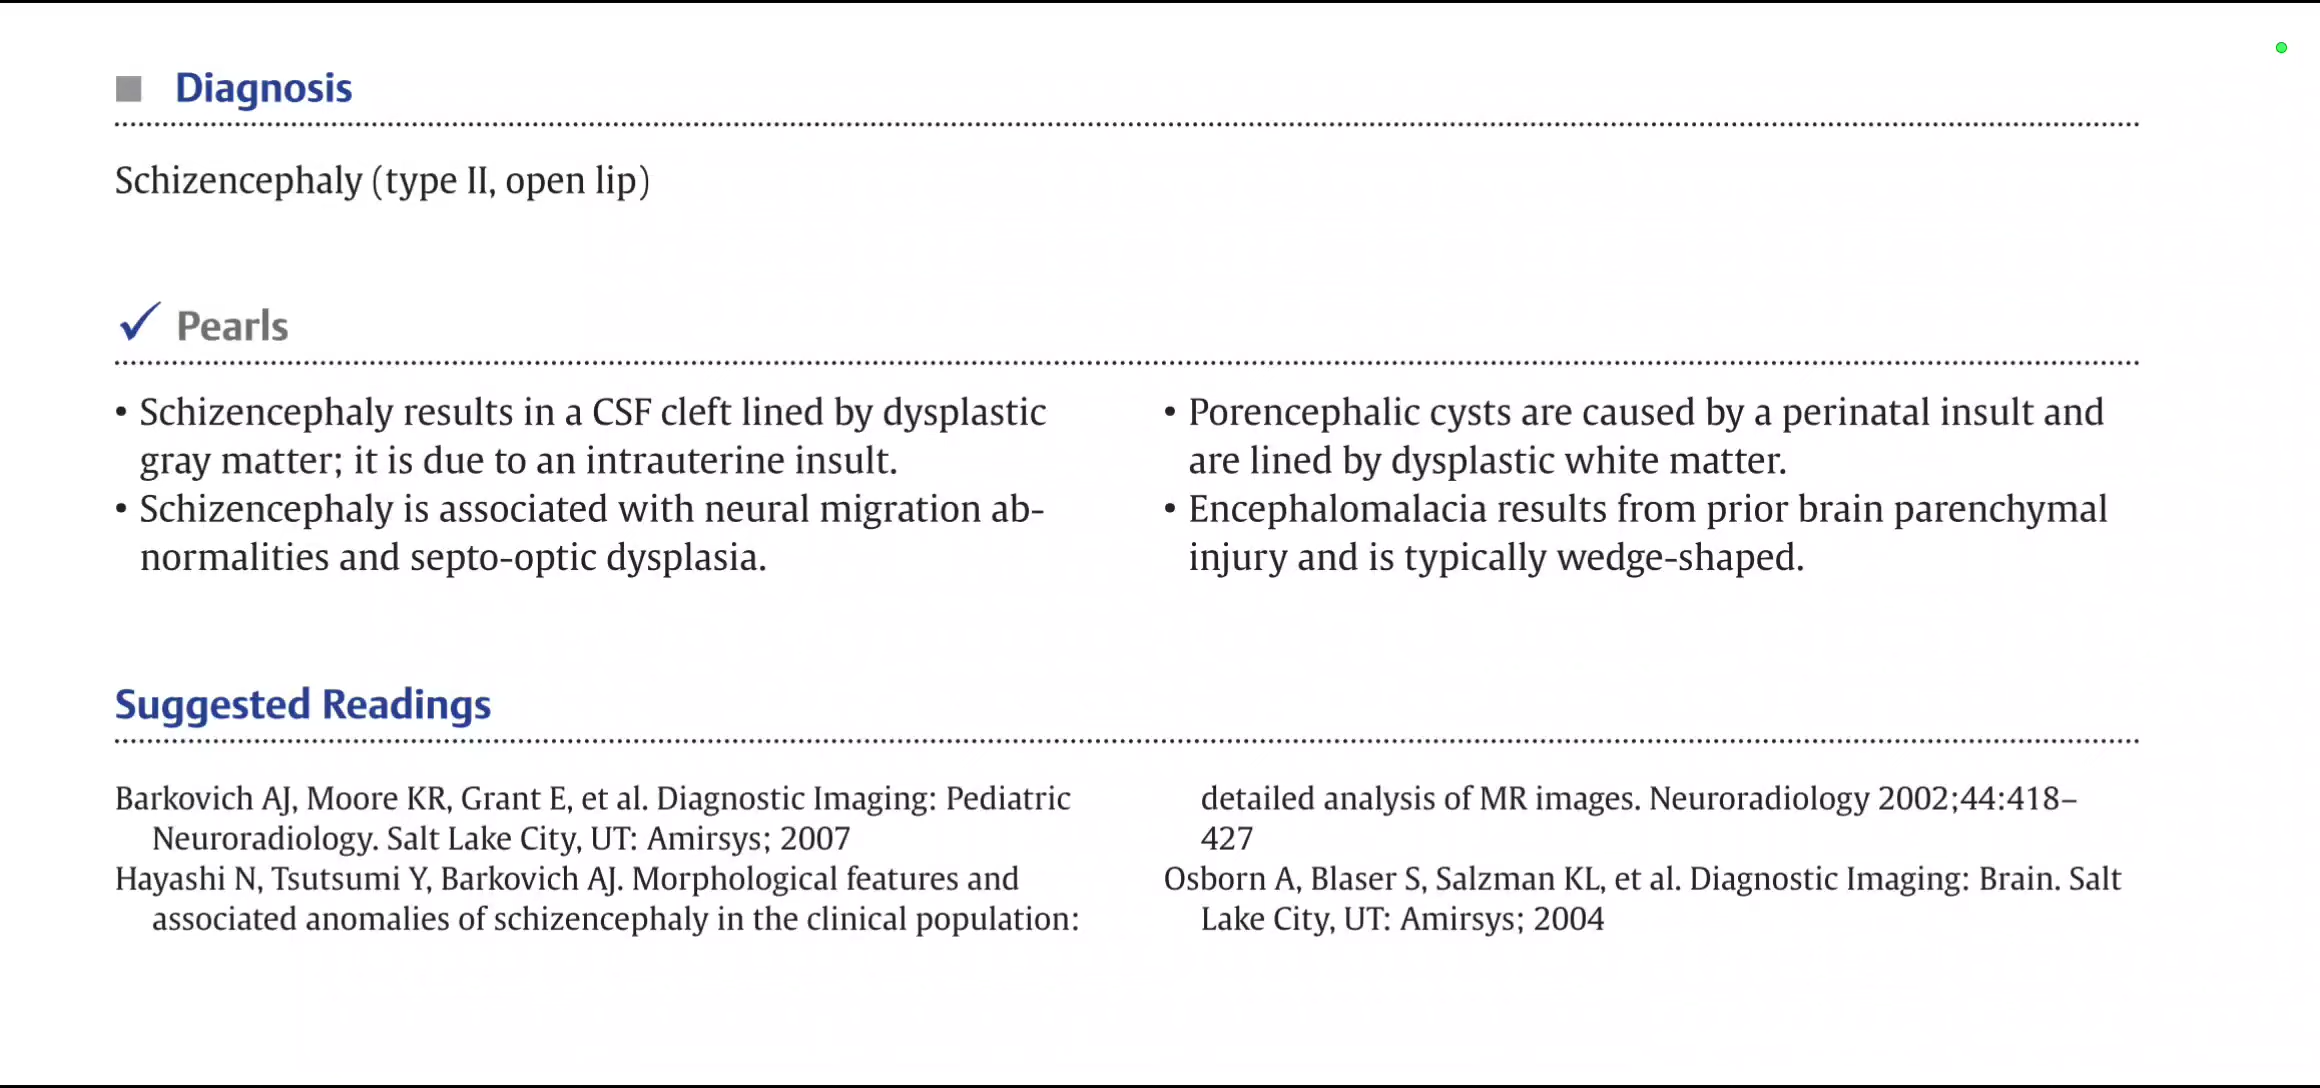 Diagnosis
Schizencephaly (type II, open lip)
Pearls
• Schizencephaly results in a CSF cleft lined by dysplastic
gray matter; it is due to an intrauterine insult.
• Schizencephaly is associated with neural migration ab-
normalities and septo-optic dysplasia.
• Porencephalic cysts are caused by a perinatal insult and
are lined by dysplastic white matter.
• Encephalomalacia results from prior brain parenchymal
injury and is typically wedge-shaped.
Suggested Readings
Barkovich AJ, Moore KR, Grant E, et al. Diagnostic Imaging: Pediatric
Neuroradiology. Salt Lake City, UT: Amirsys; 2007
Hayashi N, Tsutsumi Y, Barkovich AJ. Morphological features and
associated anomalies of schizencephaly in the clinical population:
detailed analysis of MR images. Neuroradiology 2002;44:418–
427
Osborn A, Blaser S, Salzman KL, et al. Diagnostic Imaging: Brain. Salt
Lake City, UT: Amirsys; 2004